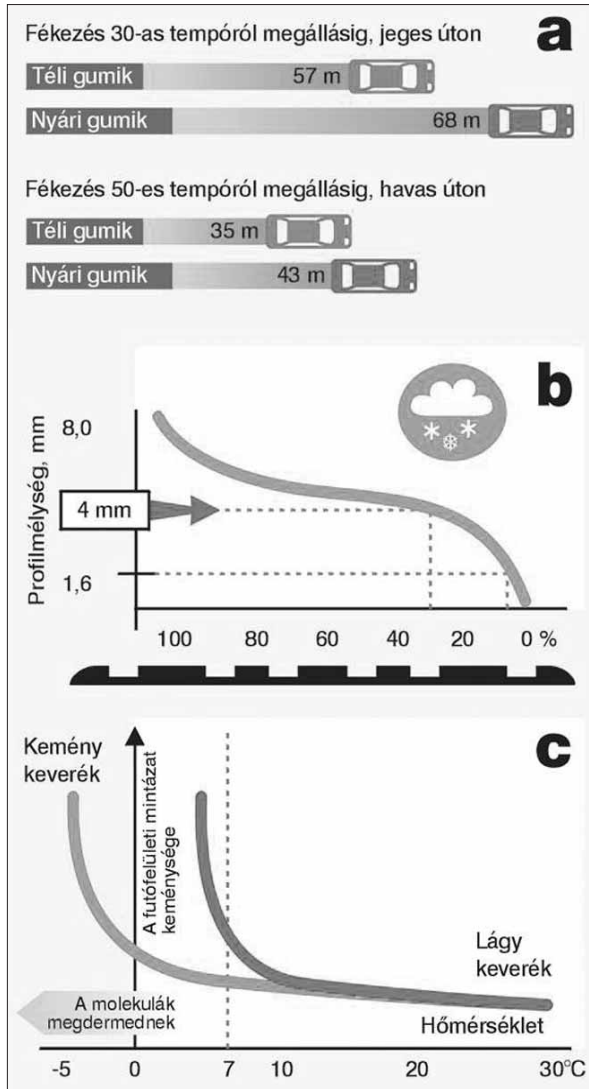 a
Fékezés 30-as tempóról megállásig, jeges úton
Téli gumik 57 m
Nyári gumik 68 m
Fékezés 50-es tempóról megállásig, havas úton
Téli gumik 35 m
Nyári gumik 43 m
b
Profilmélység, mm
8,0
4 mm
1,6
100 80 60 40 20 0 %
c
Kemény
keverék
A futófelületi mintázat
keménysége
Lágy
keverék
A molekulák
megdermednek
Hőmérséklet
-5 0 7 10 20 30°C